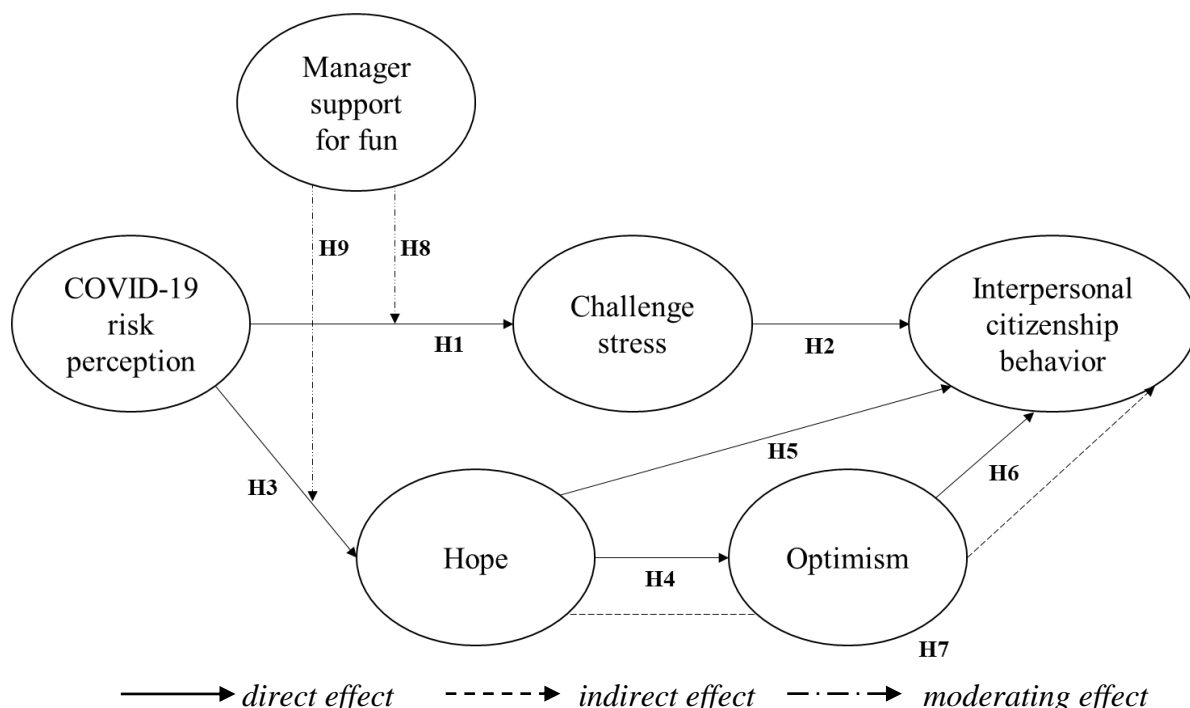 Manager
support
for fun
H9
H8
COVID-19
risk
perception
Challenge
stress
Interpersonal
citizenship
behavior
H1
H2
H3
H5
H6
Hope
H4
Optimism
H7
direct effect
indirect effect
moderating effect